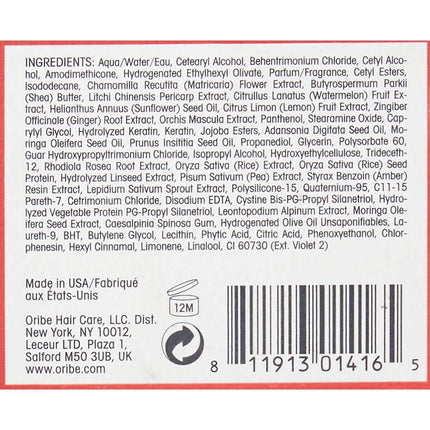 INGREDIENTS: Aqua/Water/Eau, Cetearyl Alcohol, Behentrimonium Chloride, Cetyl Alco-
hol, Amodimethicone, Hydrogenated Ethylhexyl Olivate, Parfum/Fragrance, Cetyl Esters,
Isododecane, Chamomilla Recutita (Matricaria) Flower Extract, Butyrospermum Parkii
(Shea) Butter, Litchi Chinensis Pericarp Extract, Citrullus Lanatus (Watermelon) Fruit Ex-
tract, Helianthus Annuus (Sunflower) Seed Oil, Citrus Limon (Lemon) Fruit Extract, Zingiber
Officinale (Ginger) Root Extract, Orchis Mascula Extract, Panthenol, Stearamine Oxide, Cap-
rylyl Glycol, Hydrolyzed Keratin, Keratin, Jojoba Esters, Adansonia Digitata Seed Oil, Mo-
ringa Oleifera Seed Oil, Prunus Insititia Seed Oil, Propanediol, Glycerin, Polysorbate 60,
Guar Hydroxypropyltrimonium Chloride, Isopropyl Alcohol, Hydroxyethylcellulose, Trideceth-
12, Rhodiola Rosea Root Extract, Oryza Sativa (Rice) Extract, Oryza Sativa (Rice) Seed
Protein, Hydrolyzed Linseed Extract, Pisum Sativum (Pea) Extract, Styrax Benzoin (Amber)
Resin Extract, Lepidium Sativum Sprout Extract, Polysilicone-15, Quaternium-95, C11-15
Pareth-7, Cetrimonium Chloride, Disodium EDTA, Cystine Bis-PG-Propyl Silanetriol, Hydro-
lyzed Vegetable Protein PG-Propyl Silanetriol, Leontopodium Alpinum Extract, Moringa Olei-
fera Seed Extract, Caesalpinia Spinosa Gum, Hydrogenated Olive Oil Unsaponifiables, La-
ureth-9, BHT, Butylene Glycol, Lecithin, Phytic Acid, Citric Acid, Phenoxyethanol, Chlor-
phenesin, Hexyl Cinnamal, Limonene, Linalool, CI 60730 (Ext. Violet 2)
Made in USA/Fabriqué
aux États-Unis
12M
Oribe Hair Care, LLC. Dist.
New York, NY 10012,
Leceur LTD, Plaza 1,
Salford M50 3UB, UK
www.oribe.com
8 11913 01416 5